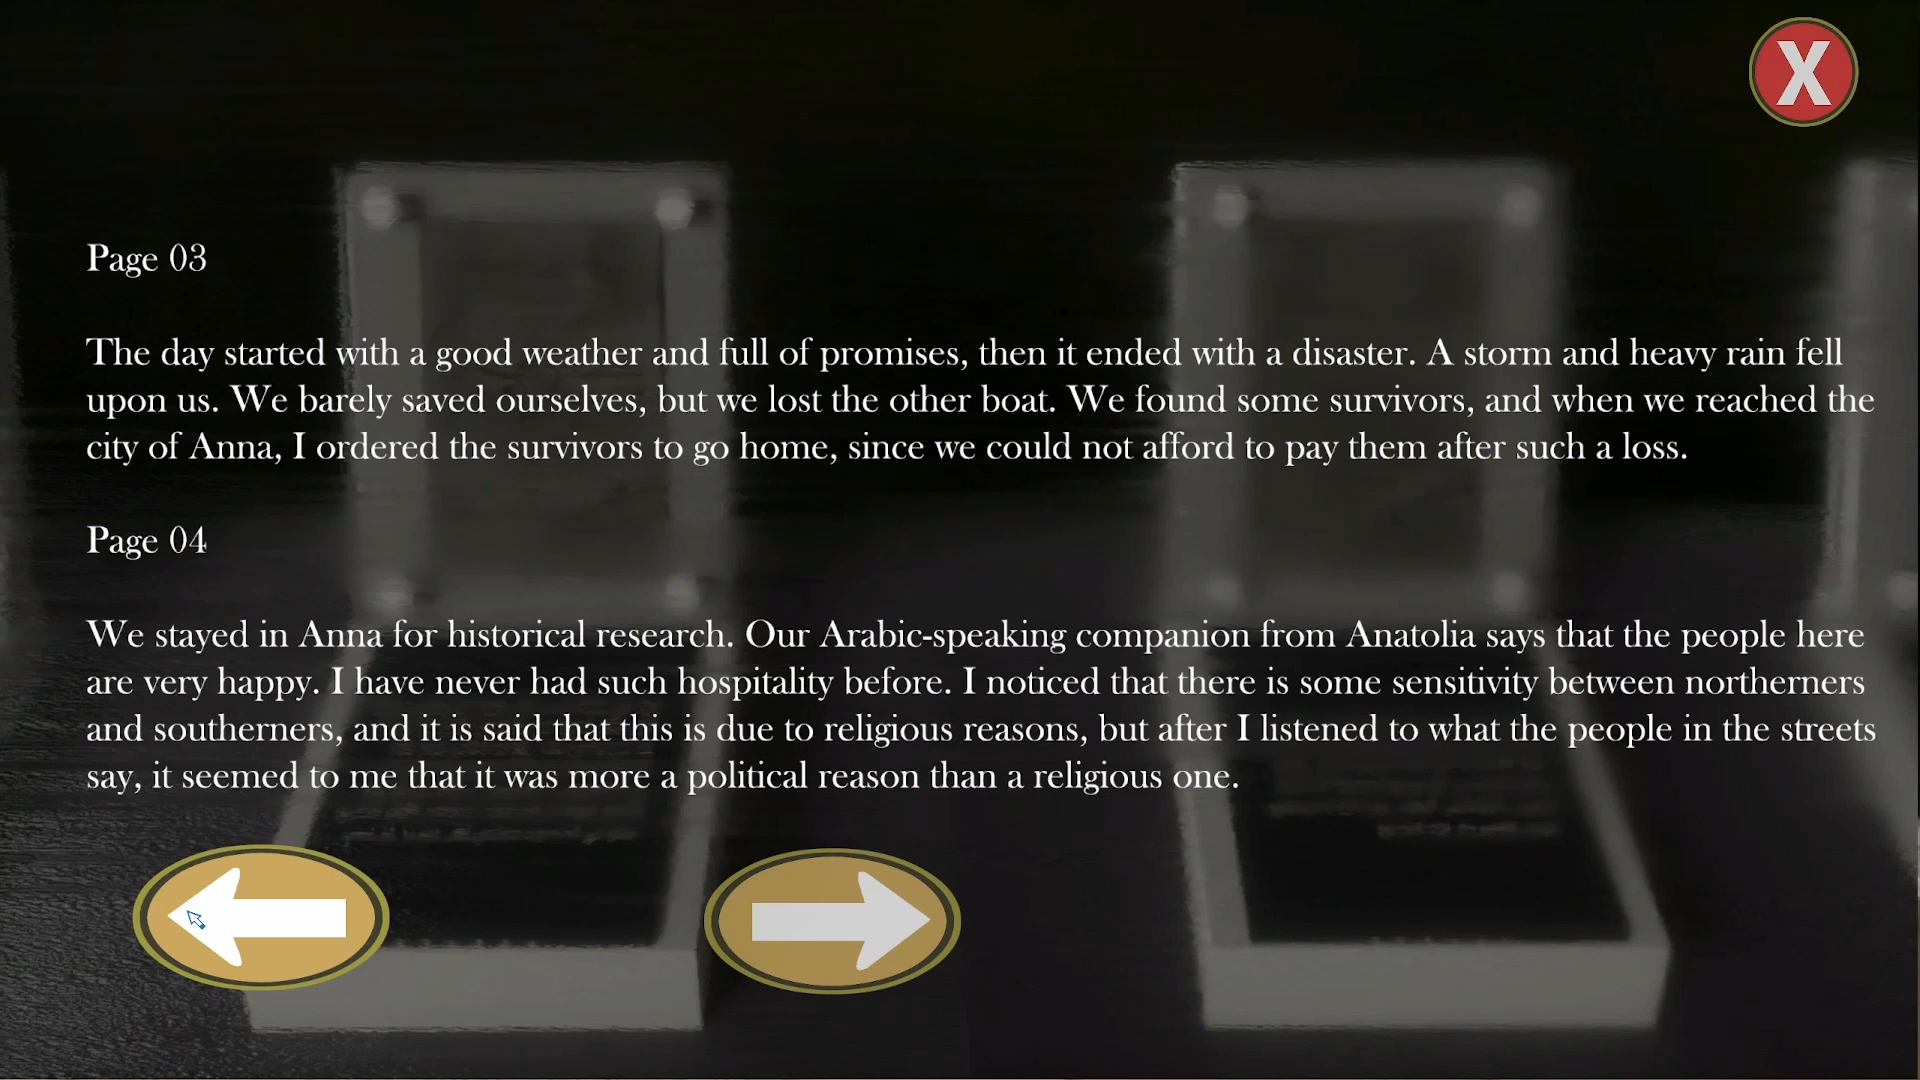 X
Page 03
The day started with a good weather and full of promises, then it ended with a disaster. A storm and heavy rain fell
upon us. We barely saved ourselves, but we lost the other boat. We found some survivors, and when we reached the
city of Anna, I ordered the survivors to go home, since we could not afford to pay them after such a loss.
Page 04
We stayed in Anna for historical research. Our Arabic-speaking companion from Anatolia says that the people here
are very happy. I have never had such hospitality before. I noticed that there is some sensitivity between northerners
and southerners, and it is said that this is due to religious reasons, but after I listened to what the people in the streets
say, it seemed to me that it was more a political reason than a religious one.